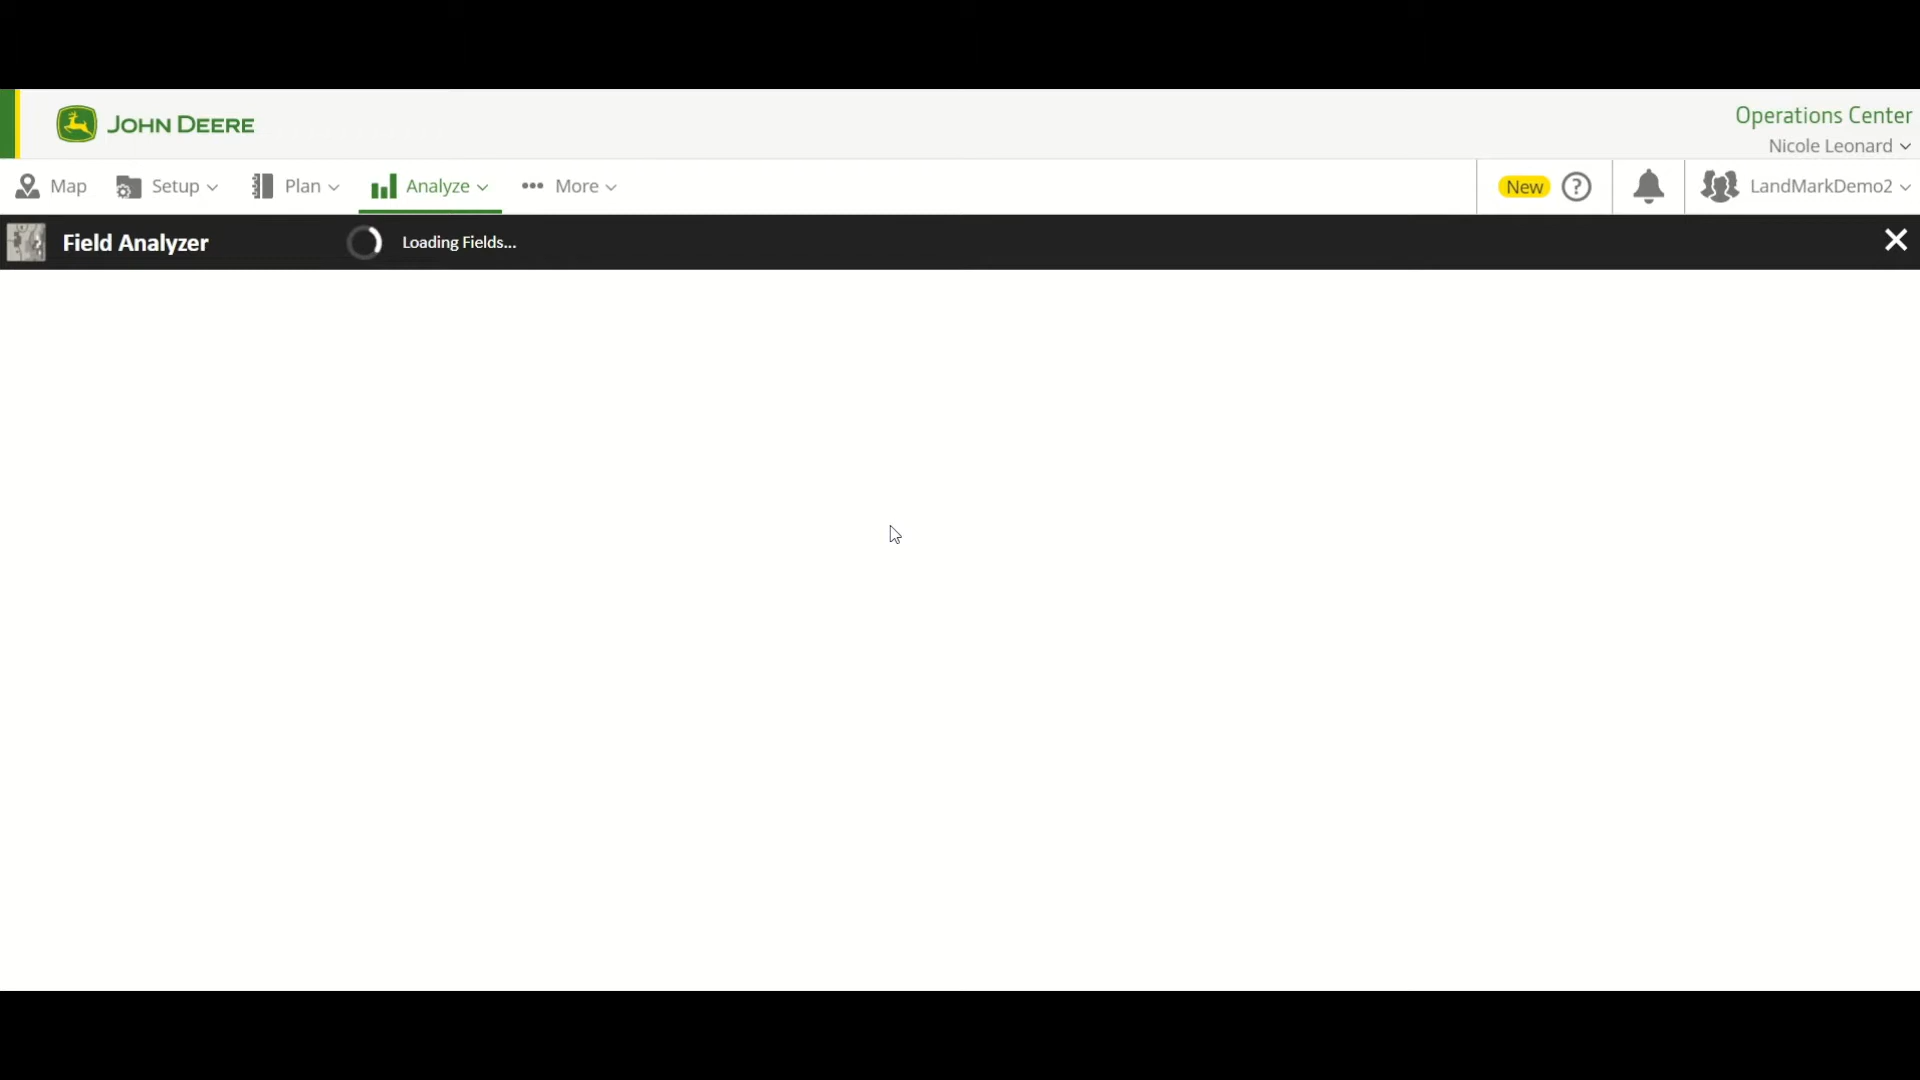 JOHN DEERE
Operations Center
Nicole Leonard
Map Setup Plan Analyze More New ? LandMarkDemo2
Field Analyzer Loading Fields...